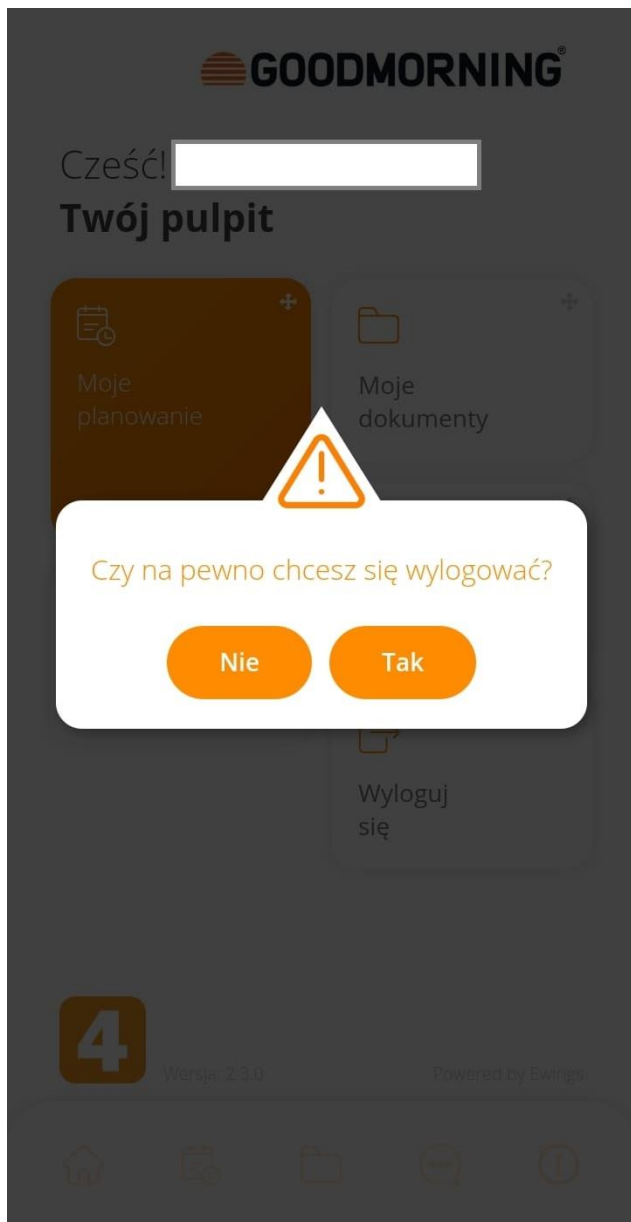 GOODMORNING®
Cześć!
Twój pulpit
Moje
planowanie
Moje
dokumenty
Czy na pewno chcesz się wylogować?
Nie
Tak
Wyloguj
się
4
Wersja: 2.3.0
Powered by Ewings